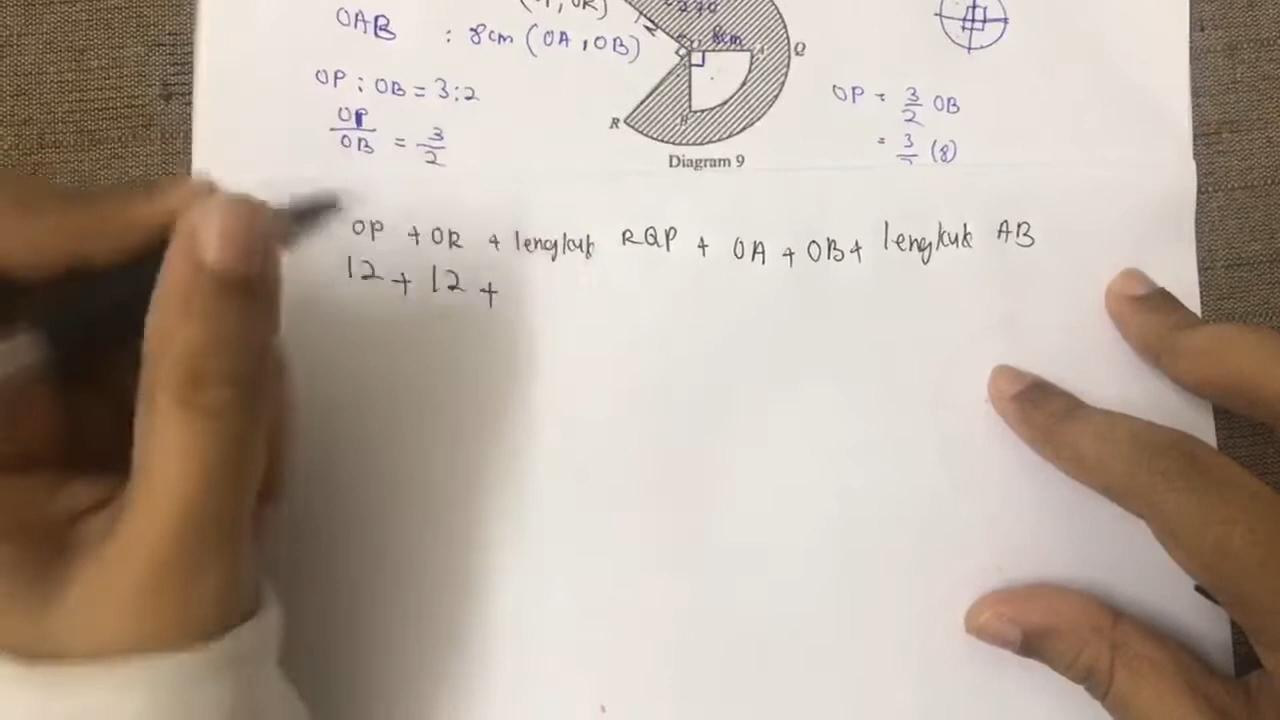 OAB : 8cm (OA, OB)
270
8cm
Q
OP : OB = 3:2
OP = 3/2 OB
OP/OB = 3/2
R
= 3/2 (8)
Diagram 9
OP + OR + lengkuk RQP + OA + OB + lengkuk AB
12 + 12 +